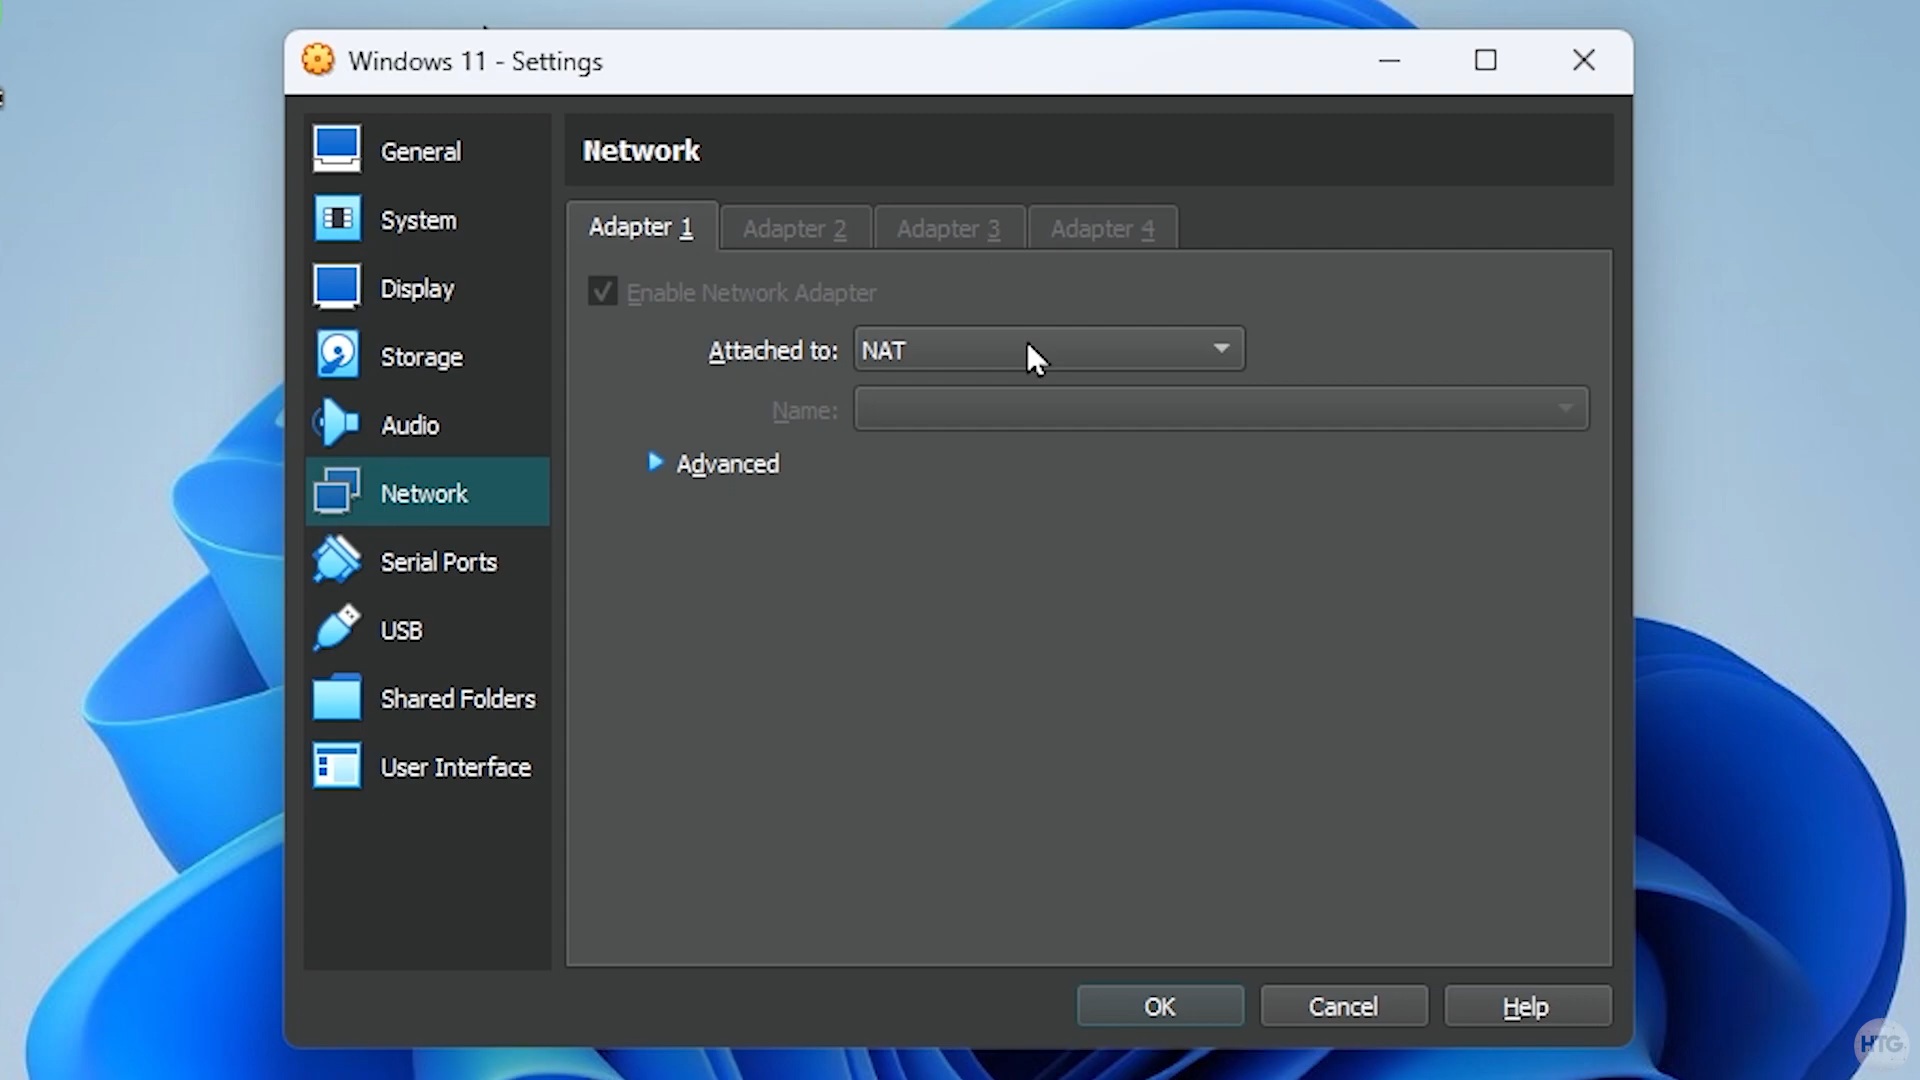 Windows 11 - Settings
General
System
Display
Storage
Audio
Network
Serial Ports
USB
Shared Folders
User Interface
Network
Adapter 1
Adapter 2
Adapter 3
Adapter 4
Enable Network Adapter
Attached to: NAT
Name:
Advanced
OK
Cancel
Help
HTG